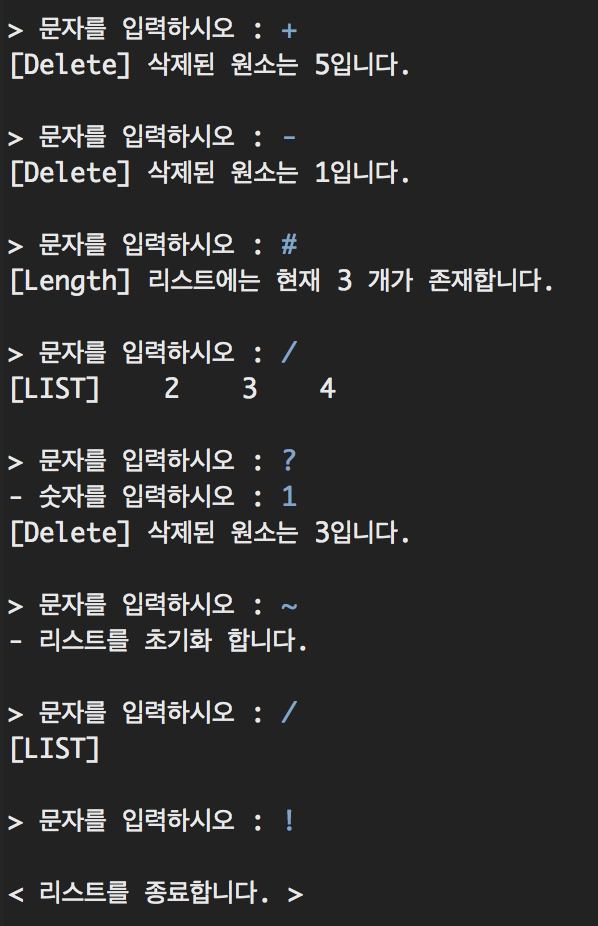 > 문자를 입력하시오 : +
[Delete] 삭제된 원소는 5입니다.
> 문자를 입력하시오 : -
[Delete] 삭제된 원소는 1입니다.
> 문자를 입력하시오 : #
[Length] 리스트에는 현재 3 개가 존재합니다.
> 문자를 입력하시오 : /
[LIST]    2    3    4
> 문자를 입력하시오 : ?
- 숫자를 입력하시오 : 1
[Delete] 삭제된 원소는 3입니다.
> 문자를 입력하시오 : ~
- 리스트를 초기화 합니다.
> 문자를 입력하시오 : /
[LIST]
> 문자를 입력하시오 : !
< 리스트를 종료합니다. >